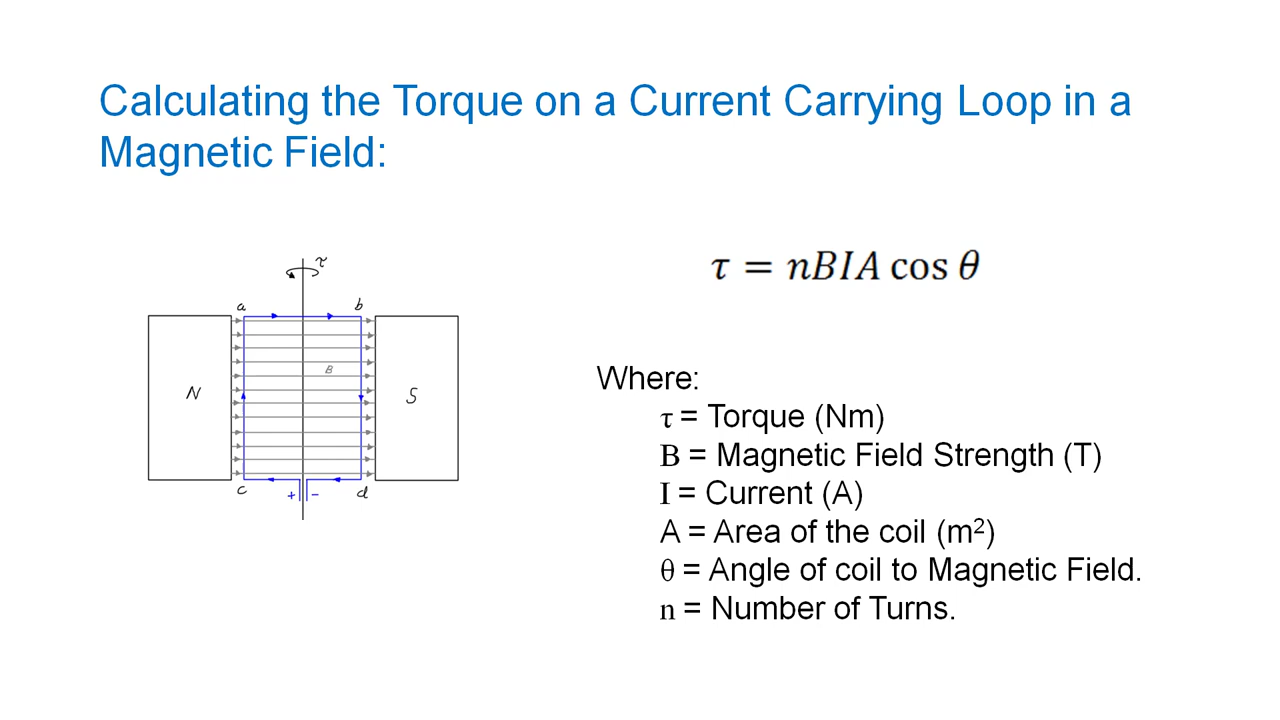 Calculating the Torque on a Current Carrying Loop in a
Magnetic Field:
τ
a
b
N
B
S
c
+
-
d
τ = nBIA cos θ
Where:
τ = Torque (Nm)
B = Magnetic Field Strength (T)
I = Current (A)
A = Area of the coil (m²)
θ = Angle of coil to Magnetic Field.
n = Number of Turns.